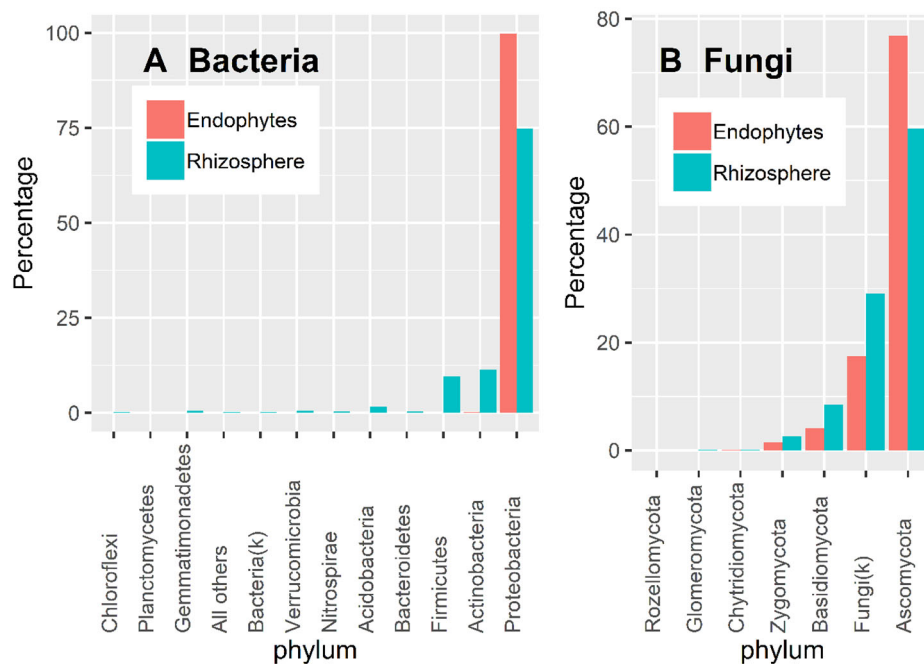 A Bacteria
Endophytes
Rhizosphere
Percentage
100
75
50
25
0
Chloroflexi
Planctomycetes
Gemmatimonadetes
All others
Bacteria(k)
Verrucomicrobia
Nitrospirae
Acidobacteria
Bacteroidetes
Firmicutes
Actinobacteria
Proteobacteria
phylum
B Fungi
Endophytes
Rhizosphere
Percentage
80
60
40
20
0
Rozellomycota
Glomeromycota
Chytridiomycota
Zygomycota
Basidiomycota
Fungi(k)
Ascomycota
phylum